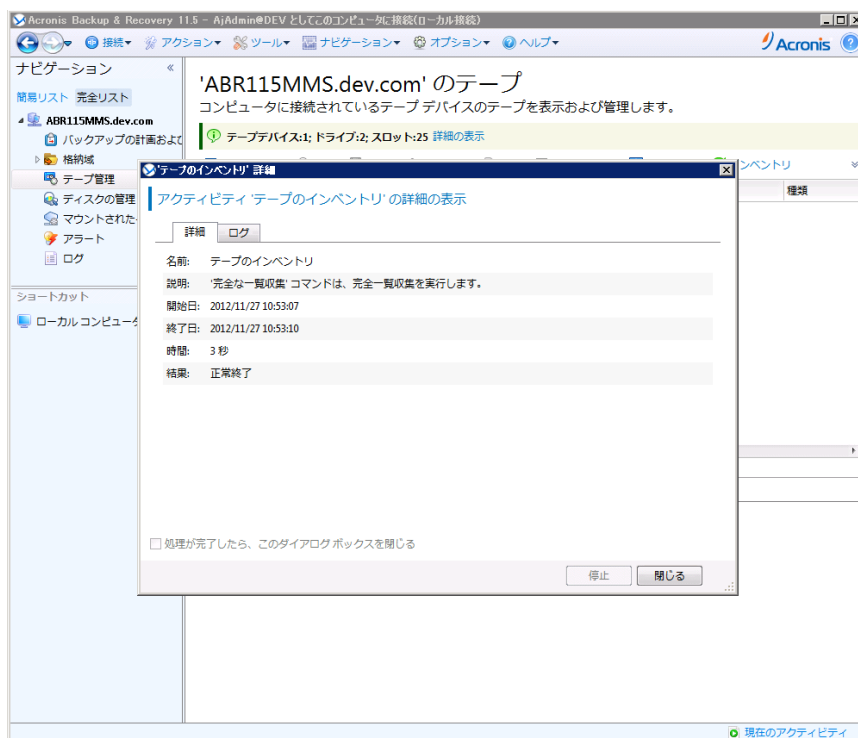 Acronis Backup & Recovery 11.5 - AjAdmin@DEV としてこのコンピュータに接続(ローカル接続)
接続 アクション ツール ナビゲーション オプション ヘルプ
Acronis
ナビゲーション
簡易リスト 完全リスト
ABR115MMS.dev.com
バックアップの計画およ
格納域
テープ管理
ディスクの管理
マウントされた
アラート
ログ
ショートカット
ローカル コンピュータ
'ABR115MMS.dev.com' のテープ
コンピュータに接続されているテープ デバイスのテープを表示および管理します。
テープデバイス:1; ドライブ:2; スロット:25 詳細の表示
ンベントリ
種類
'テープのインベントリ' 詳細
アクティビティ 'テープのインベントリ' の詳細の表示
詳細 ログ
名前: テープのインベントリ
説明: '完全な一覧収集' コマンドは、完全一覧収集を実行します。
開始日: 2012/11/27 10:53:07
終了日: 2012/11/27 10:53:10
時間: 3 秒
結果: 正常終了
処理が完了したら、このダイアログ ボックスを閉じる
停止 閉じる
現在のアクティビティ